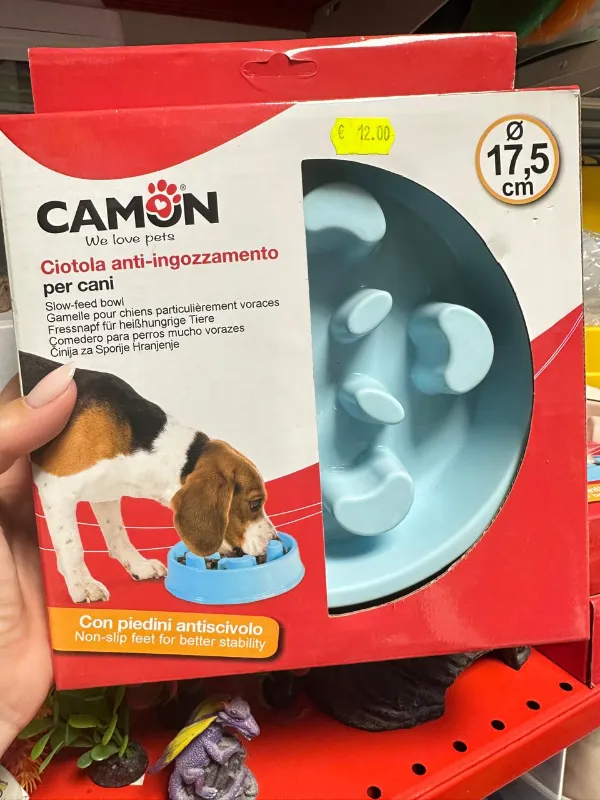 € 12.00
Ø
17,5
cm
CAMON®
We love pets
Ciotola anti-ingozzamento
per cani
Slow-feed bowl
Gamelle pour chiens particulièrement voraces
Fressnapf für heißhungrige Tiere
Comedero para perros mucho vorazes
Činija za Sporije Hranjenje
Con piedini antiscivolo
Non-slip feet for better stability